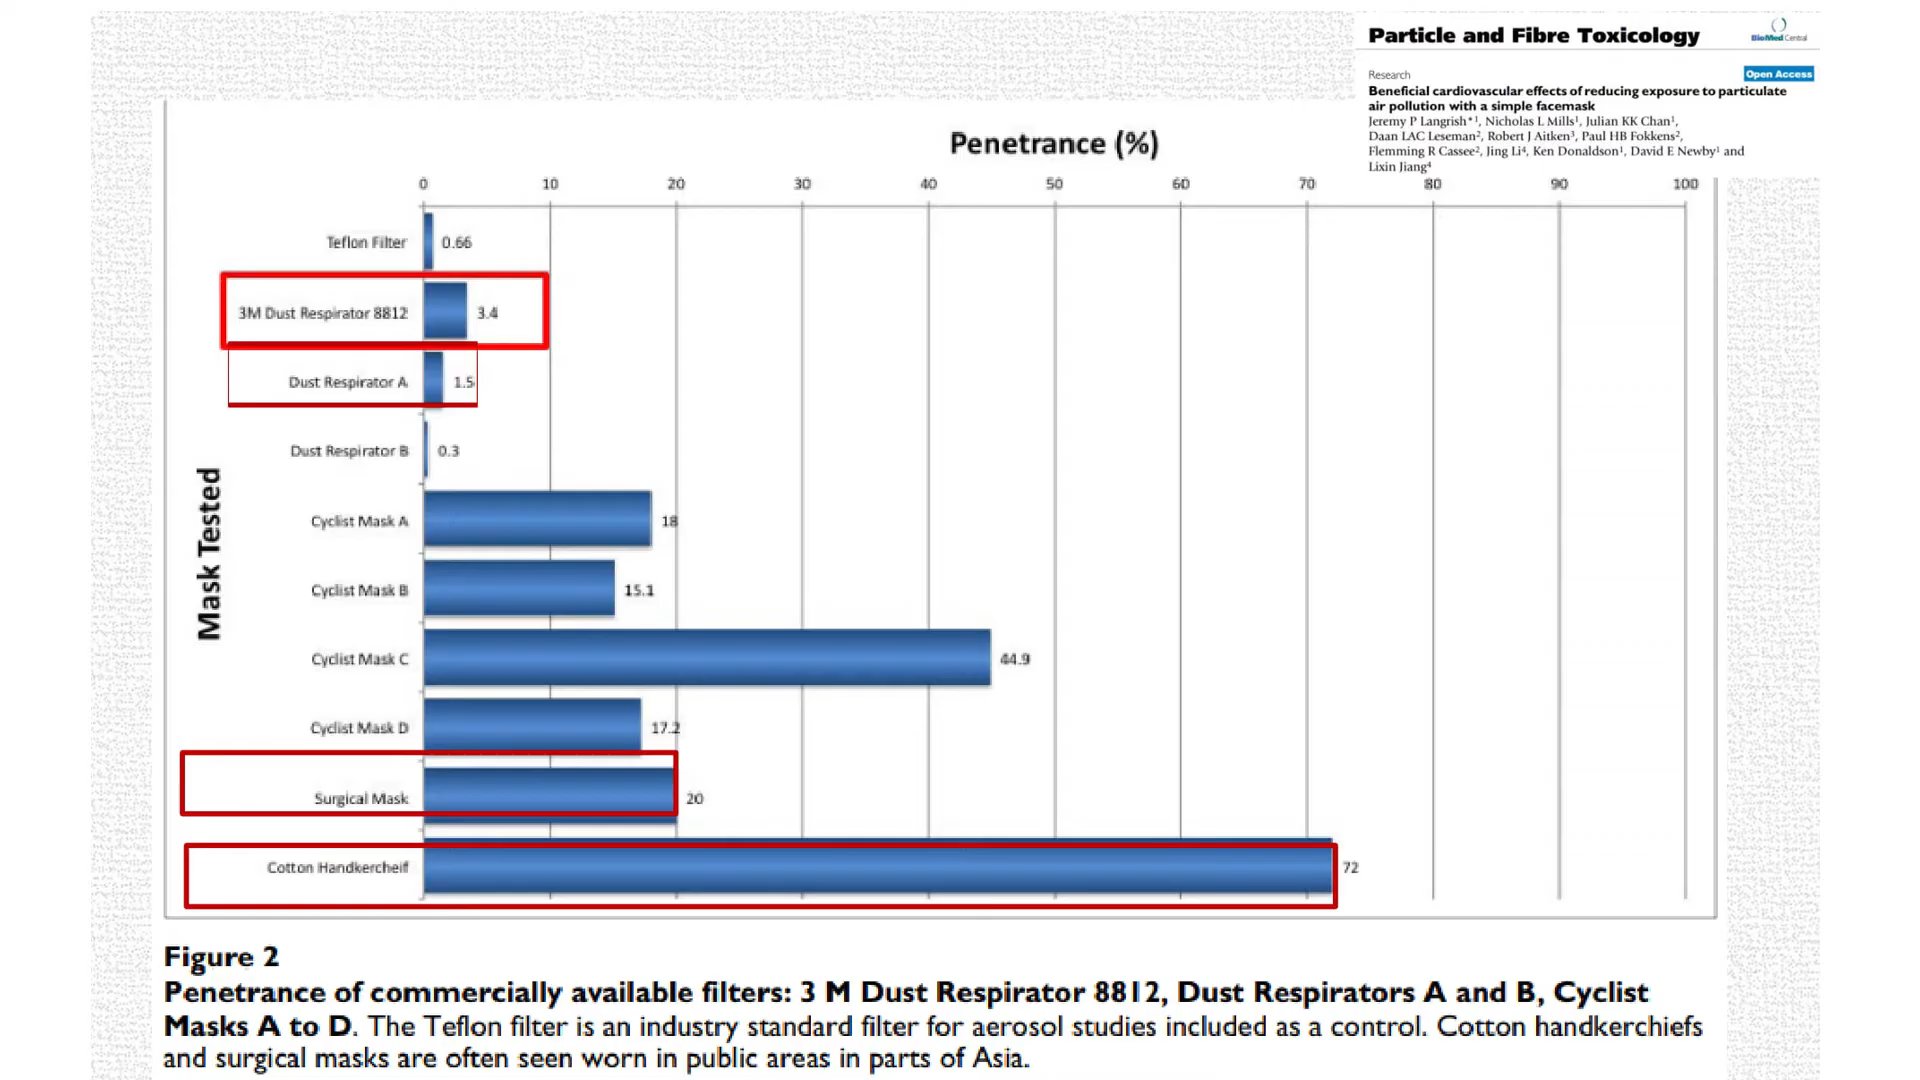 Particle and Fibre Toxicology
BioMed Central
Research
Open Access
Beneficial cardiovascular effects of reducing exposure to particulate
air pollution with a simple facemask
Jeremy P Langrish*1, Nicholas L Mills1, Julian KK Chan1,
Daan LAC Leseman2, Robert J Aitken3, Paul HB Fokkens2,
Flemming R Cassee2, Jing Li4, Ken Donaldson1, David E Newby1 and
Lixin Jiang4
Penetrance (%)
0 10 20 30 40 50 60 70 80 90 100
Mask Tested
Teflon Filter 0.66
3M Dust Respirator 8812 3.4
Dust Respirator A 1.5
Dust Respirator B 0.3
Cyclist Mask A 18
Cyclist Mask B 15.1
Cyclist Mask C 44.9
Cyclist Mask D 17.2
Surgical Mask 20
Cotton Handkercheif 72
Figure 2
Penetrance of commercially available filters: 3 M Dust Respirator 8812, Dust Respirators A and B, Cyclist
Masks A to D. The Teflon filter is an industry standard filter for aerosol studies included as a control. Cotton handkerchiefs
and surgical masks are often seen worn in public areas in parts of Asia.